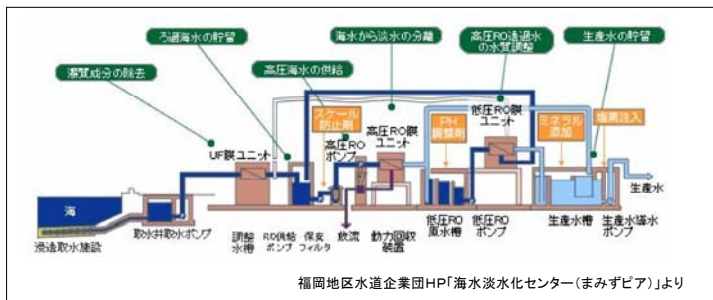 ろ過海水の貯留
海水から淡水の分離
高圧RO透過水
の水質調整
生産水の貯留
濁質成分の除去
高圧海水の供給
スケール
防止剤
高圧RO
ポンプ
高圧RO膜
ユニット
PH
調整剤
低圧RO膜
ユニット
ミネラル
添加
塩素注入
UF膜ユニット
海
生産水
浸透取水施設
取水井取水ポンプ
調整
水槽
RO供給
ポンプ
保安
フィルタ
放流
動力回収
装置
低圧RO
原水槽
低圧RO
ポンプ
生産水槽
生産水導水
ポンプ
福岡地区水道企業団HP「海水淡水化センター(まみずピア)」より